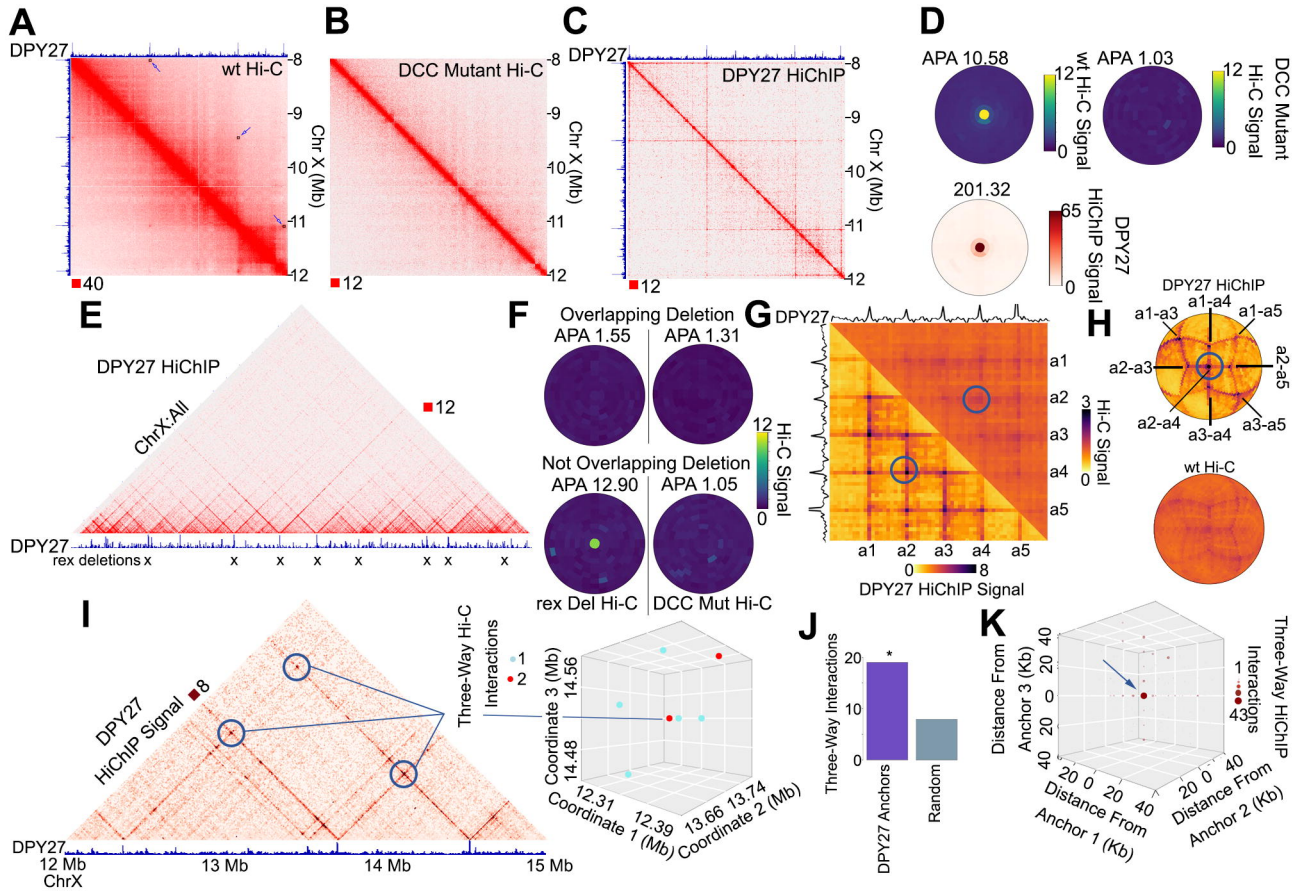 A
DPY27
wt Hi-C
8
9
10
11
12
Chr X (Mb)
40
B
DCC Mutant Hi-C
8
9
10
11
12
Chr X (Mb)
12
C
DPY27
DPY27 HiChIP
8
9
10
11
12
Chr X (Mb)
12
D
APA 10.58
12
0
wt Hi-C
Hi-C Signal
APA 1.03
12
0
DCC Mutant
Hi-C Signal
201.32
65
0
DPY27
HiChIP Signal
E
DPY27 HiChIP
ChrX:All
12
DPY27
rex deletions x x x x x x x x
F
Overlapping Deletion
APA 1.55
APA 1.31
Not Overlapping Deletion
APA 12.90
APA 1.05
rex Del Hi-C
DCC Mut Hi-C
12
0
Hi-C Signal
G
DPY27
a1
a2
a3
a4
a5
a1 a2 a3 a4 a5
0 8
DPY27 HiChIP Signal
3
0
Hi-C Signal
H
DPY27 HiChIP
a1-a4
a1-a3
a1-a5
a2-a3
a2-a5
a2-a4
a3-a4
a3-a5
wt Hi-C
I
DPY27
HiChIP Signal
8
DPY27
12 Mb
13 Mb
14 Mb
15 Mb
ChrX
Three-Way Hi-C
Interactions
1
2
Coordinate 3 (Mb)
14.56
14.48
12.31
12.39
Coordinate 1 (Mb)
13.66
13.74
Coordinate 2 (Mb)
J
Three-Way Interactions
20
10
0
*
DPY27 Anchors
Random
K
Distance From
Anchor 3 (Kb)
40
20
0
20
40
20
0
20
40
Distance From
Anchor 1 (Kb)
40
20
0
20
40
Distance From
Anchor 2 (Kb)
Three-Way HiChIP
Interactions
1
43